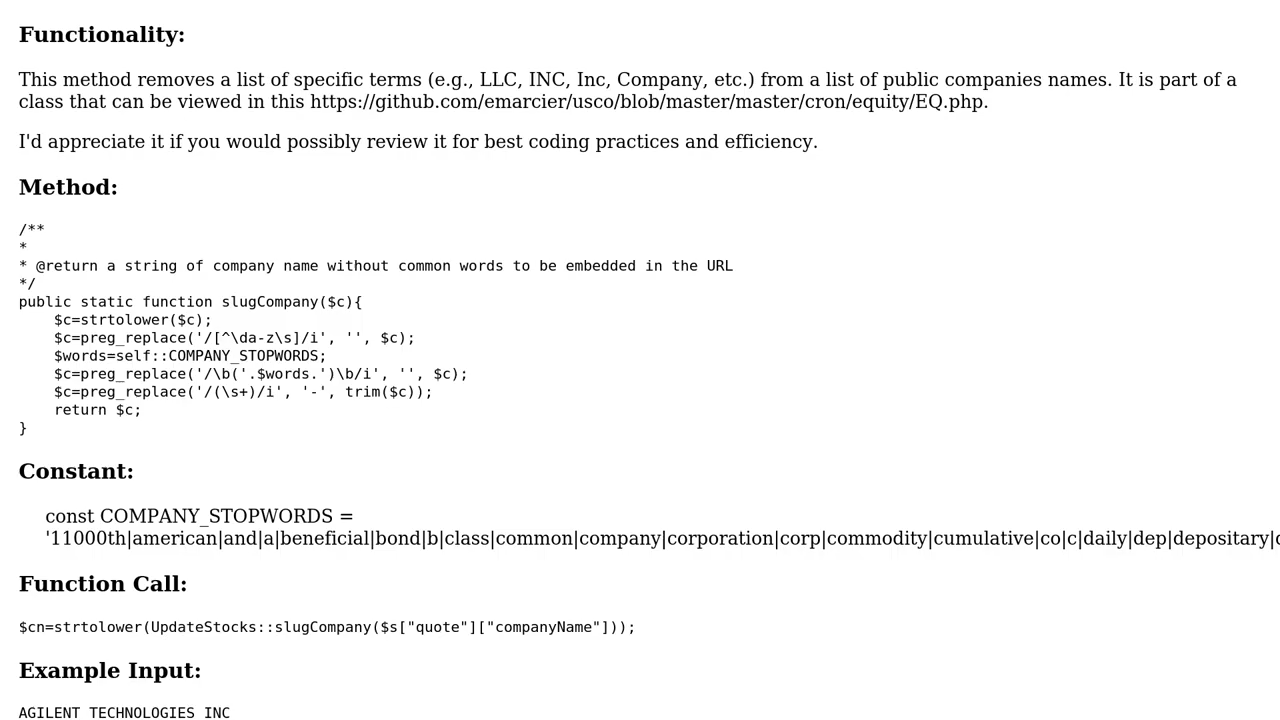 Functionality:
This method removes a list of specific terms (e.g., LLC, INC, Inc, Company, etc.) from a list of public companies names. It is part of a
class that can be viewed in this https://github.com/emarcier/usco/blob/master/master/cron/equity/EQ.php.
I'd appreciate it if you would possibly review it for best coding practices and efficiency.
Method:
/**
*
* @return a string of company name without common words to be embedded in the URL
*/
public static function slugCompany($c){
    $c=strtolower($c);
    $c=preg_replace('/[^\da-z\s]/i', '', $c);
    $words=self::COMPANY_STOPWORDS;
    $c=preg_replace('/\b('.$words.')\b/i', '', $c);
    $c=preg_replace('/(\s+)/i', '-', trim($c));
    return $c;
}
Constant:
const COMPANY_STOPWORDS =
'11000th|american|and|a|beneficial|bond|b|class|common|company|corporation|corp|commodity|cumulative|co|c|daily|dep|depositary|
Function Call:
$cn=strtolower(UpdateStocks::slugCompany($s["quote"]["companyName"]));
Example Input:
AGILENT TECHNOLOGIES INC